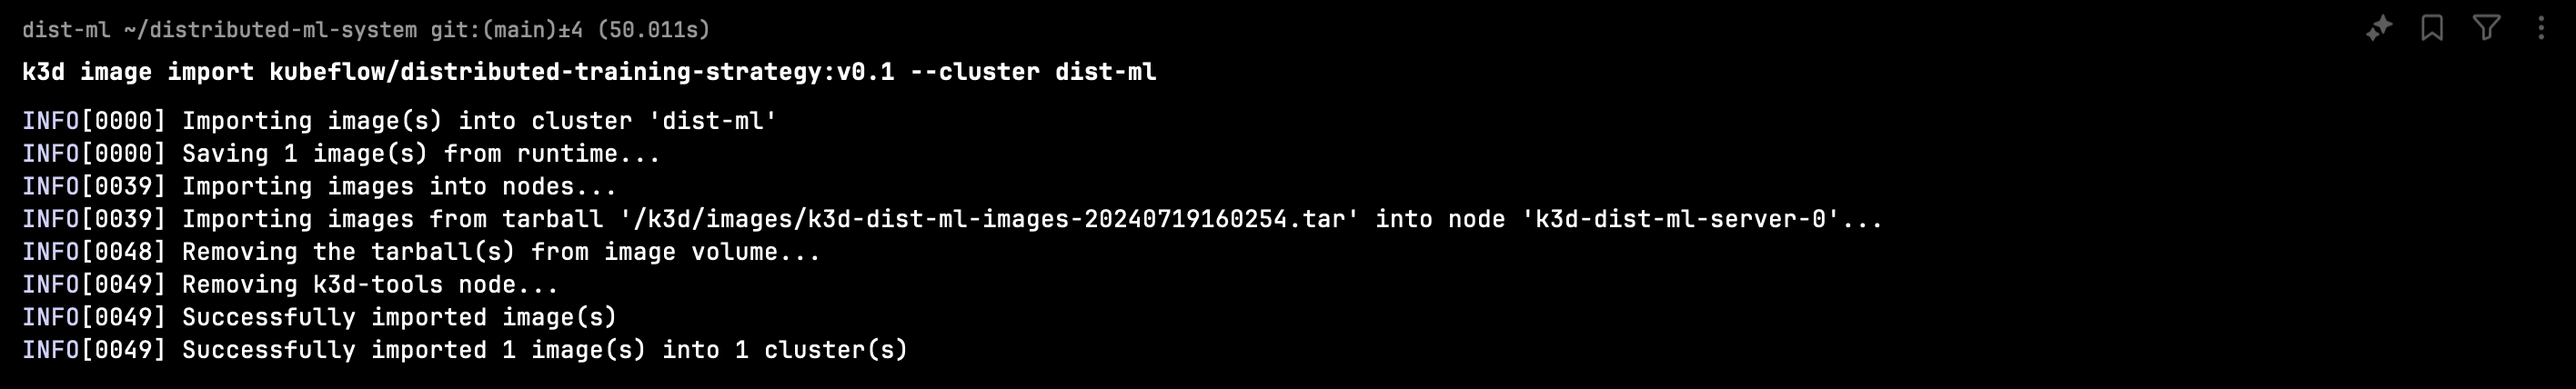 dist-ml ~/distributed-ml-system git:(main)±4 (50.011s)
k3d image import kubeflow/distributed-training-strategy:v0.1 --cluster dist-ml
INFO[0000] Importing image(s) into cluster 'dist-ml'
INFO[0000] Saving 1 image(s) from runtime...
INFO[0039] Importing images into nodes...
INFO[0039] Importing images from tarball '/k3d/images/k3d-dist-ml-images-20240719160254.tar' into node 'k3d-dist-ml-server-0'...
INFO[0048] Removing the tarball(s) from image volume...
INFO[0049] Removing k3d-tools node...
INFO[0049] Successfully imported image(s)
INFO[0049] Successfully imported 1 image(s) into 1 cluster(s)